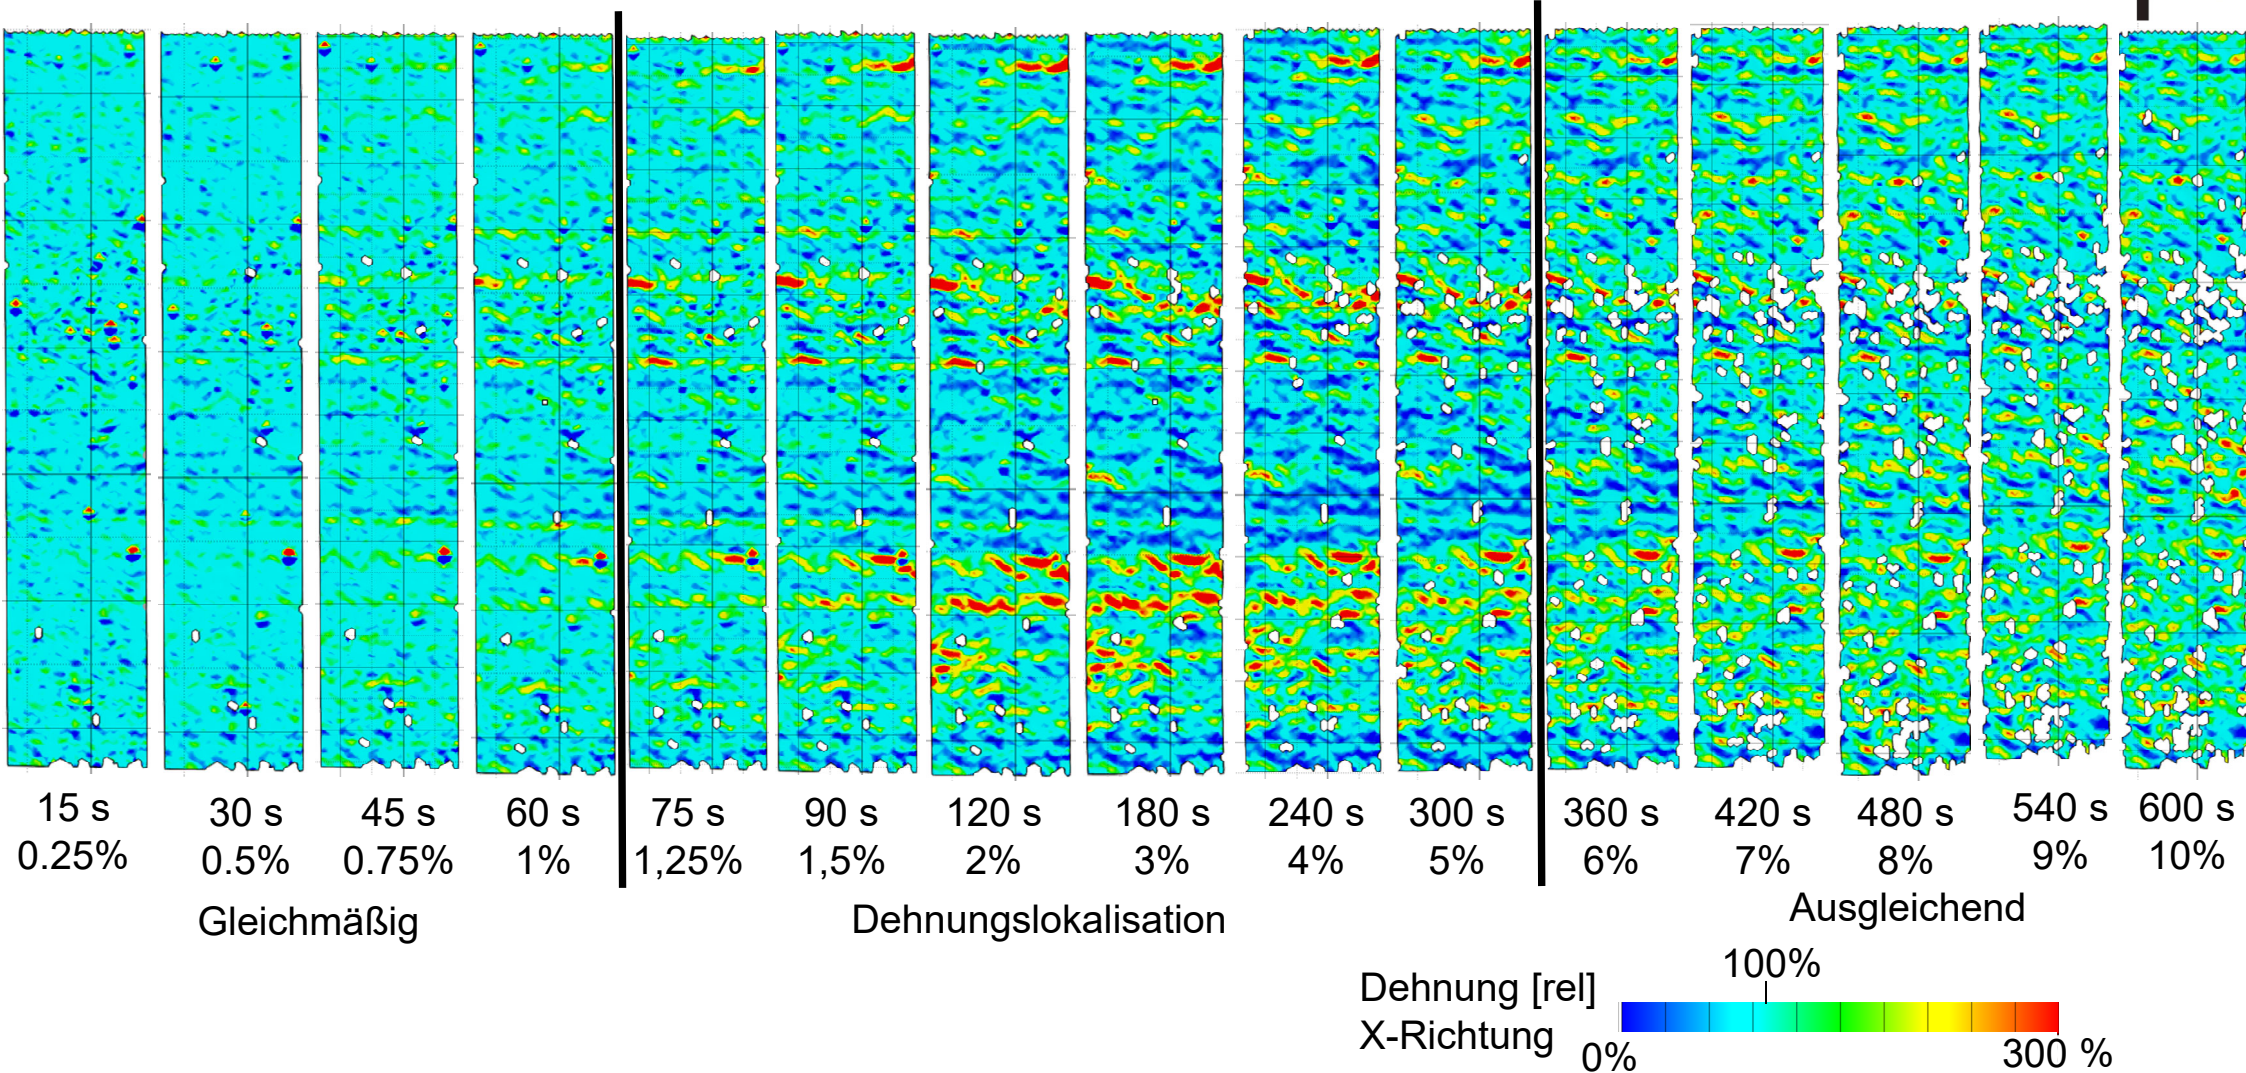 15 s 30 s 45 s 60 s 75 s 90 s 120 s 180 s 240 s 300 s 360 s 420 s 480 s 540 s 600 s
0.25% 0.5% 0.75% 1% 1,25% 1,5% 2% 3% 4% 5% 6% 7% 8% 9% 10%
Gleichmäßig Dehnungslokalisation Ausgleichend
100%
Dehnung [rel]
X-Richtung
0% 300 %